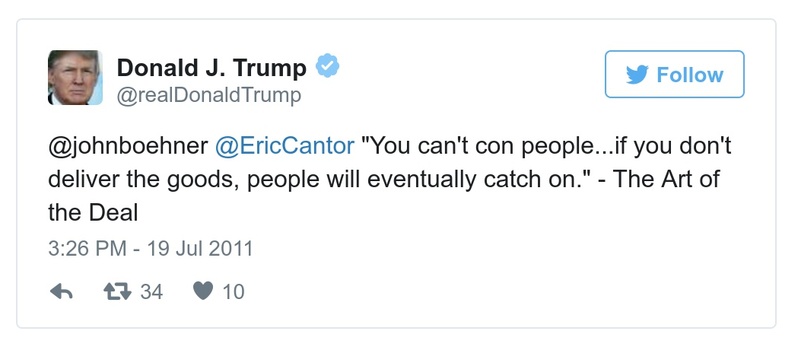 Donald J. Trump
Follow
@realDonaldTrump
@johnboehner @EricCantor "You can't con people...if you don't
deliver the goods, people will eventually catch on." - The Art of
the Deal
3:26 PM - 19 Jul 2011
34 10